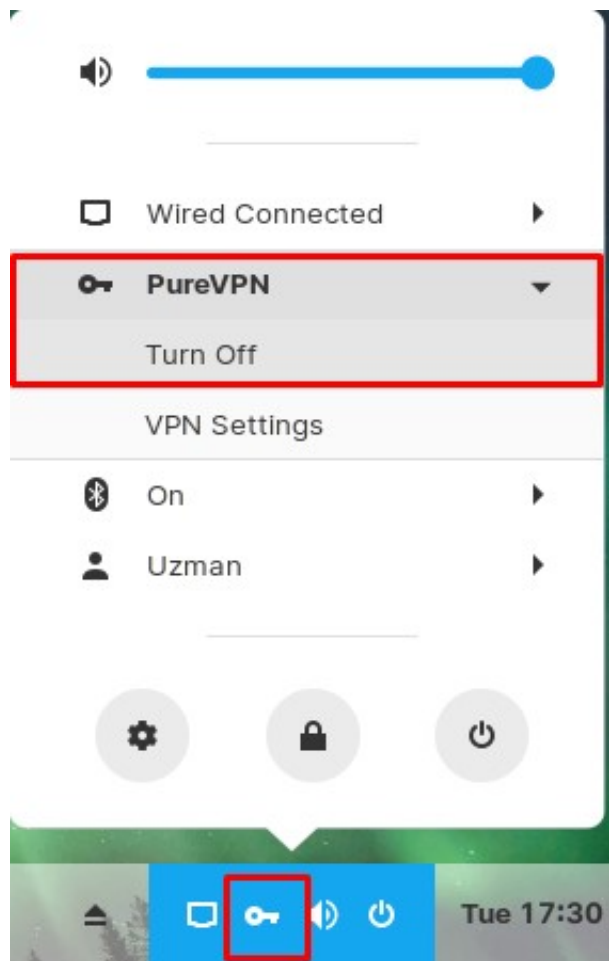 Wired Connected
PureVPN
Turn Off
VPN Settings
On
Uzman
Tue 17:30